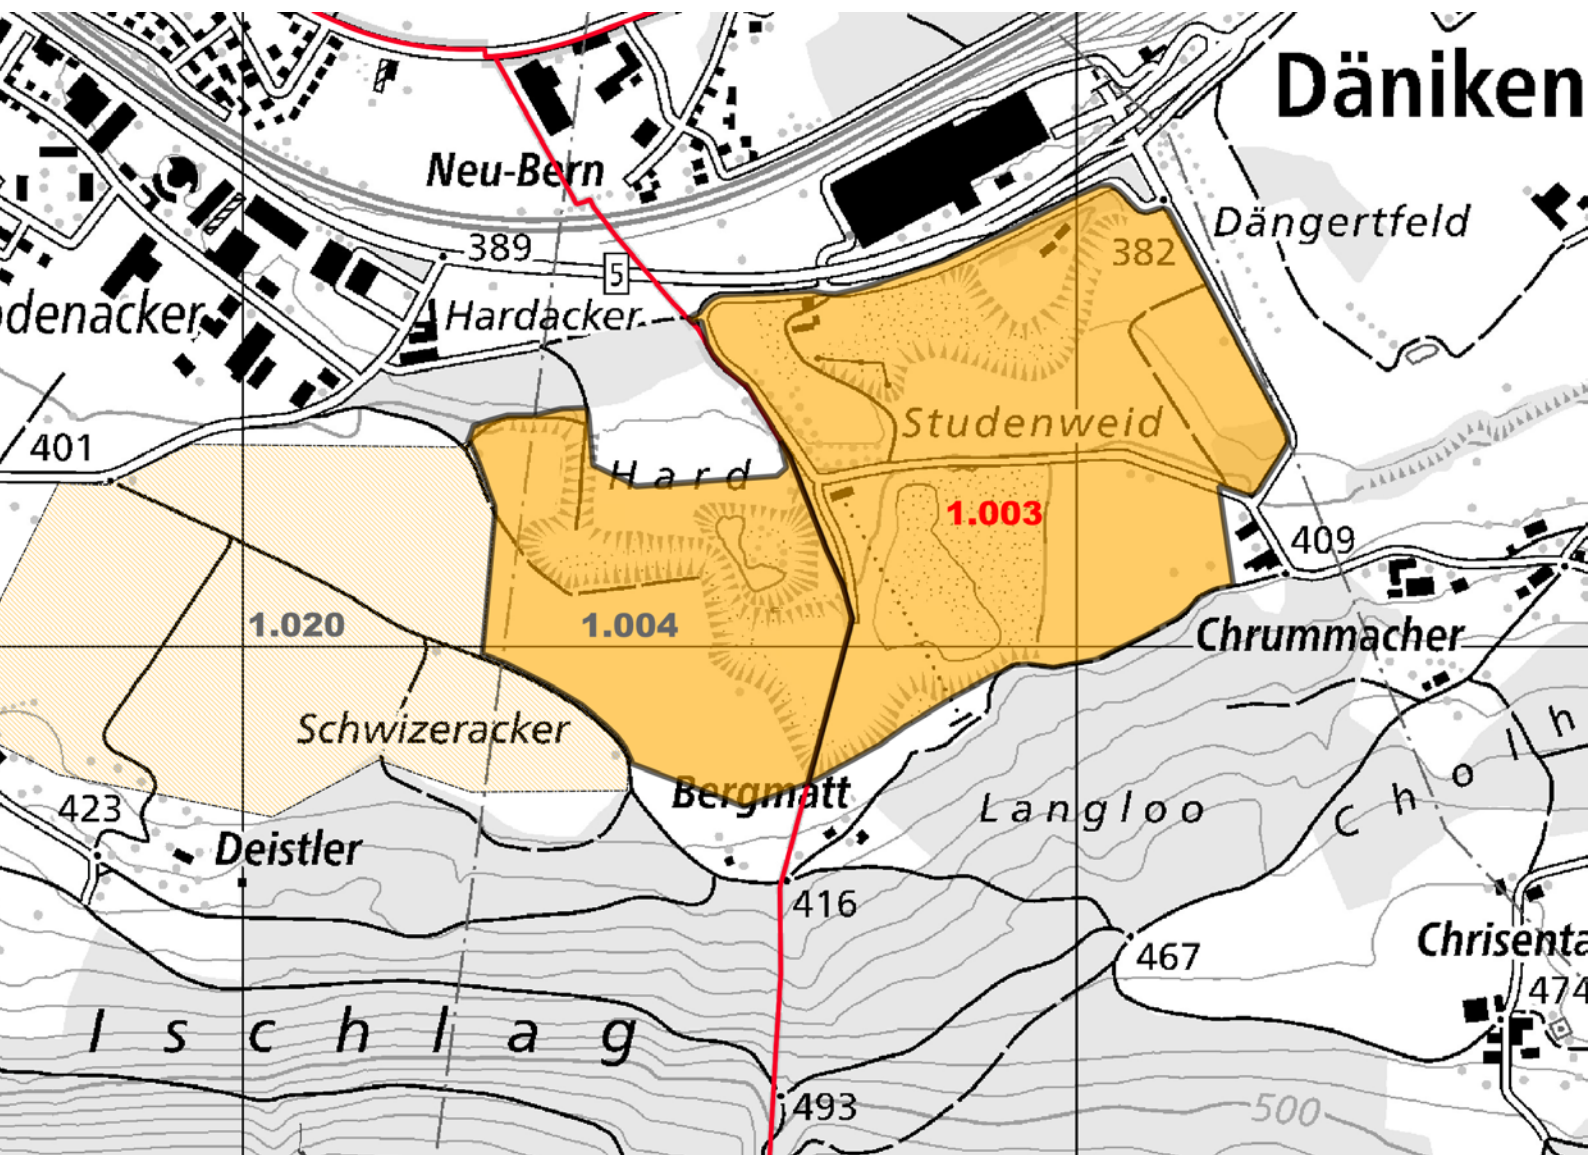 Däniken
Neu-Bern
Dängertfeld
389
5
382
Hardacker
odenacker
401
Studenweid
Hard
1.003
409
1.020
1.004
Chrummacher
Schwizeracker
Bergmatt
423
Langloo
Cholh
Deistler
416
Chrisenta
467
474
Ischlag
493
500